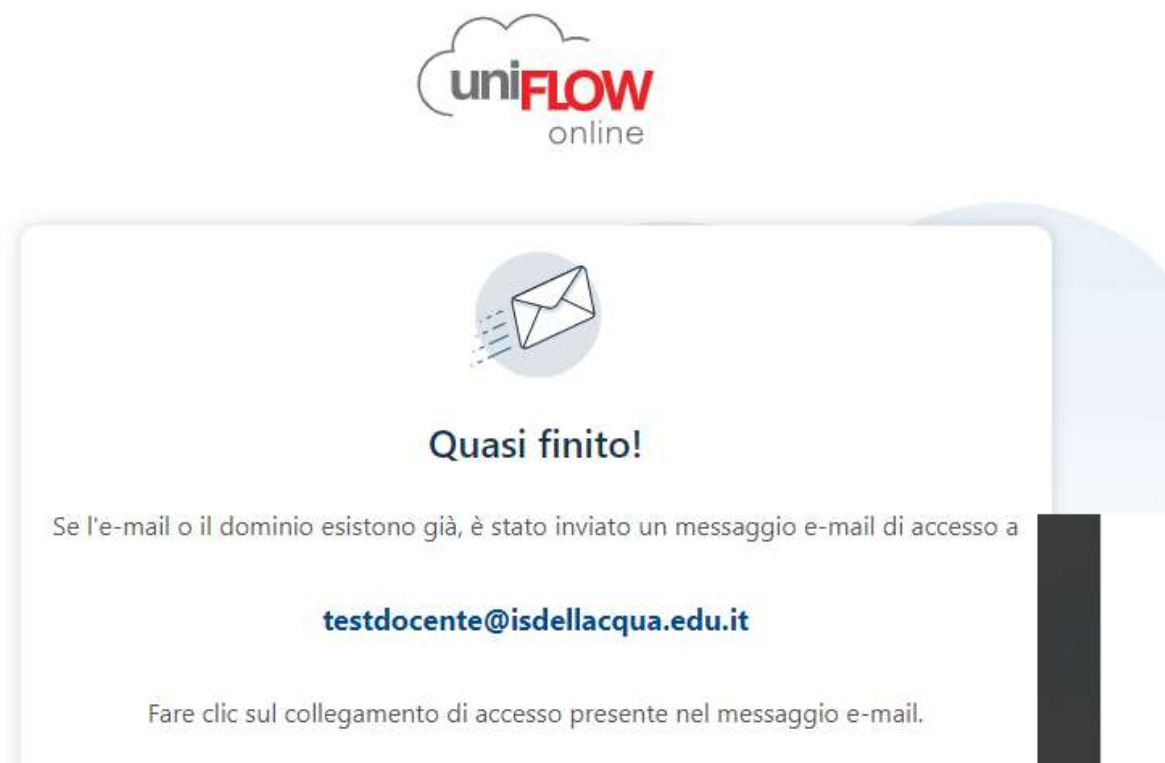 uniFLOW
online
Quasi finito!
Se l'e-mail o il dominio esistono già, è stato inviato un messaggio e-mail di accesso a
testdocente@isdellacqua.edu.it
Fare clic sul collegamento di accesso presente nel messaggio e-mail.